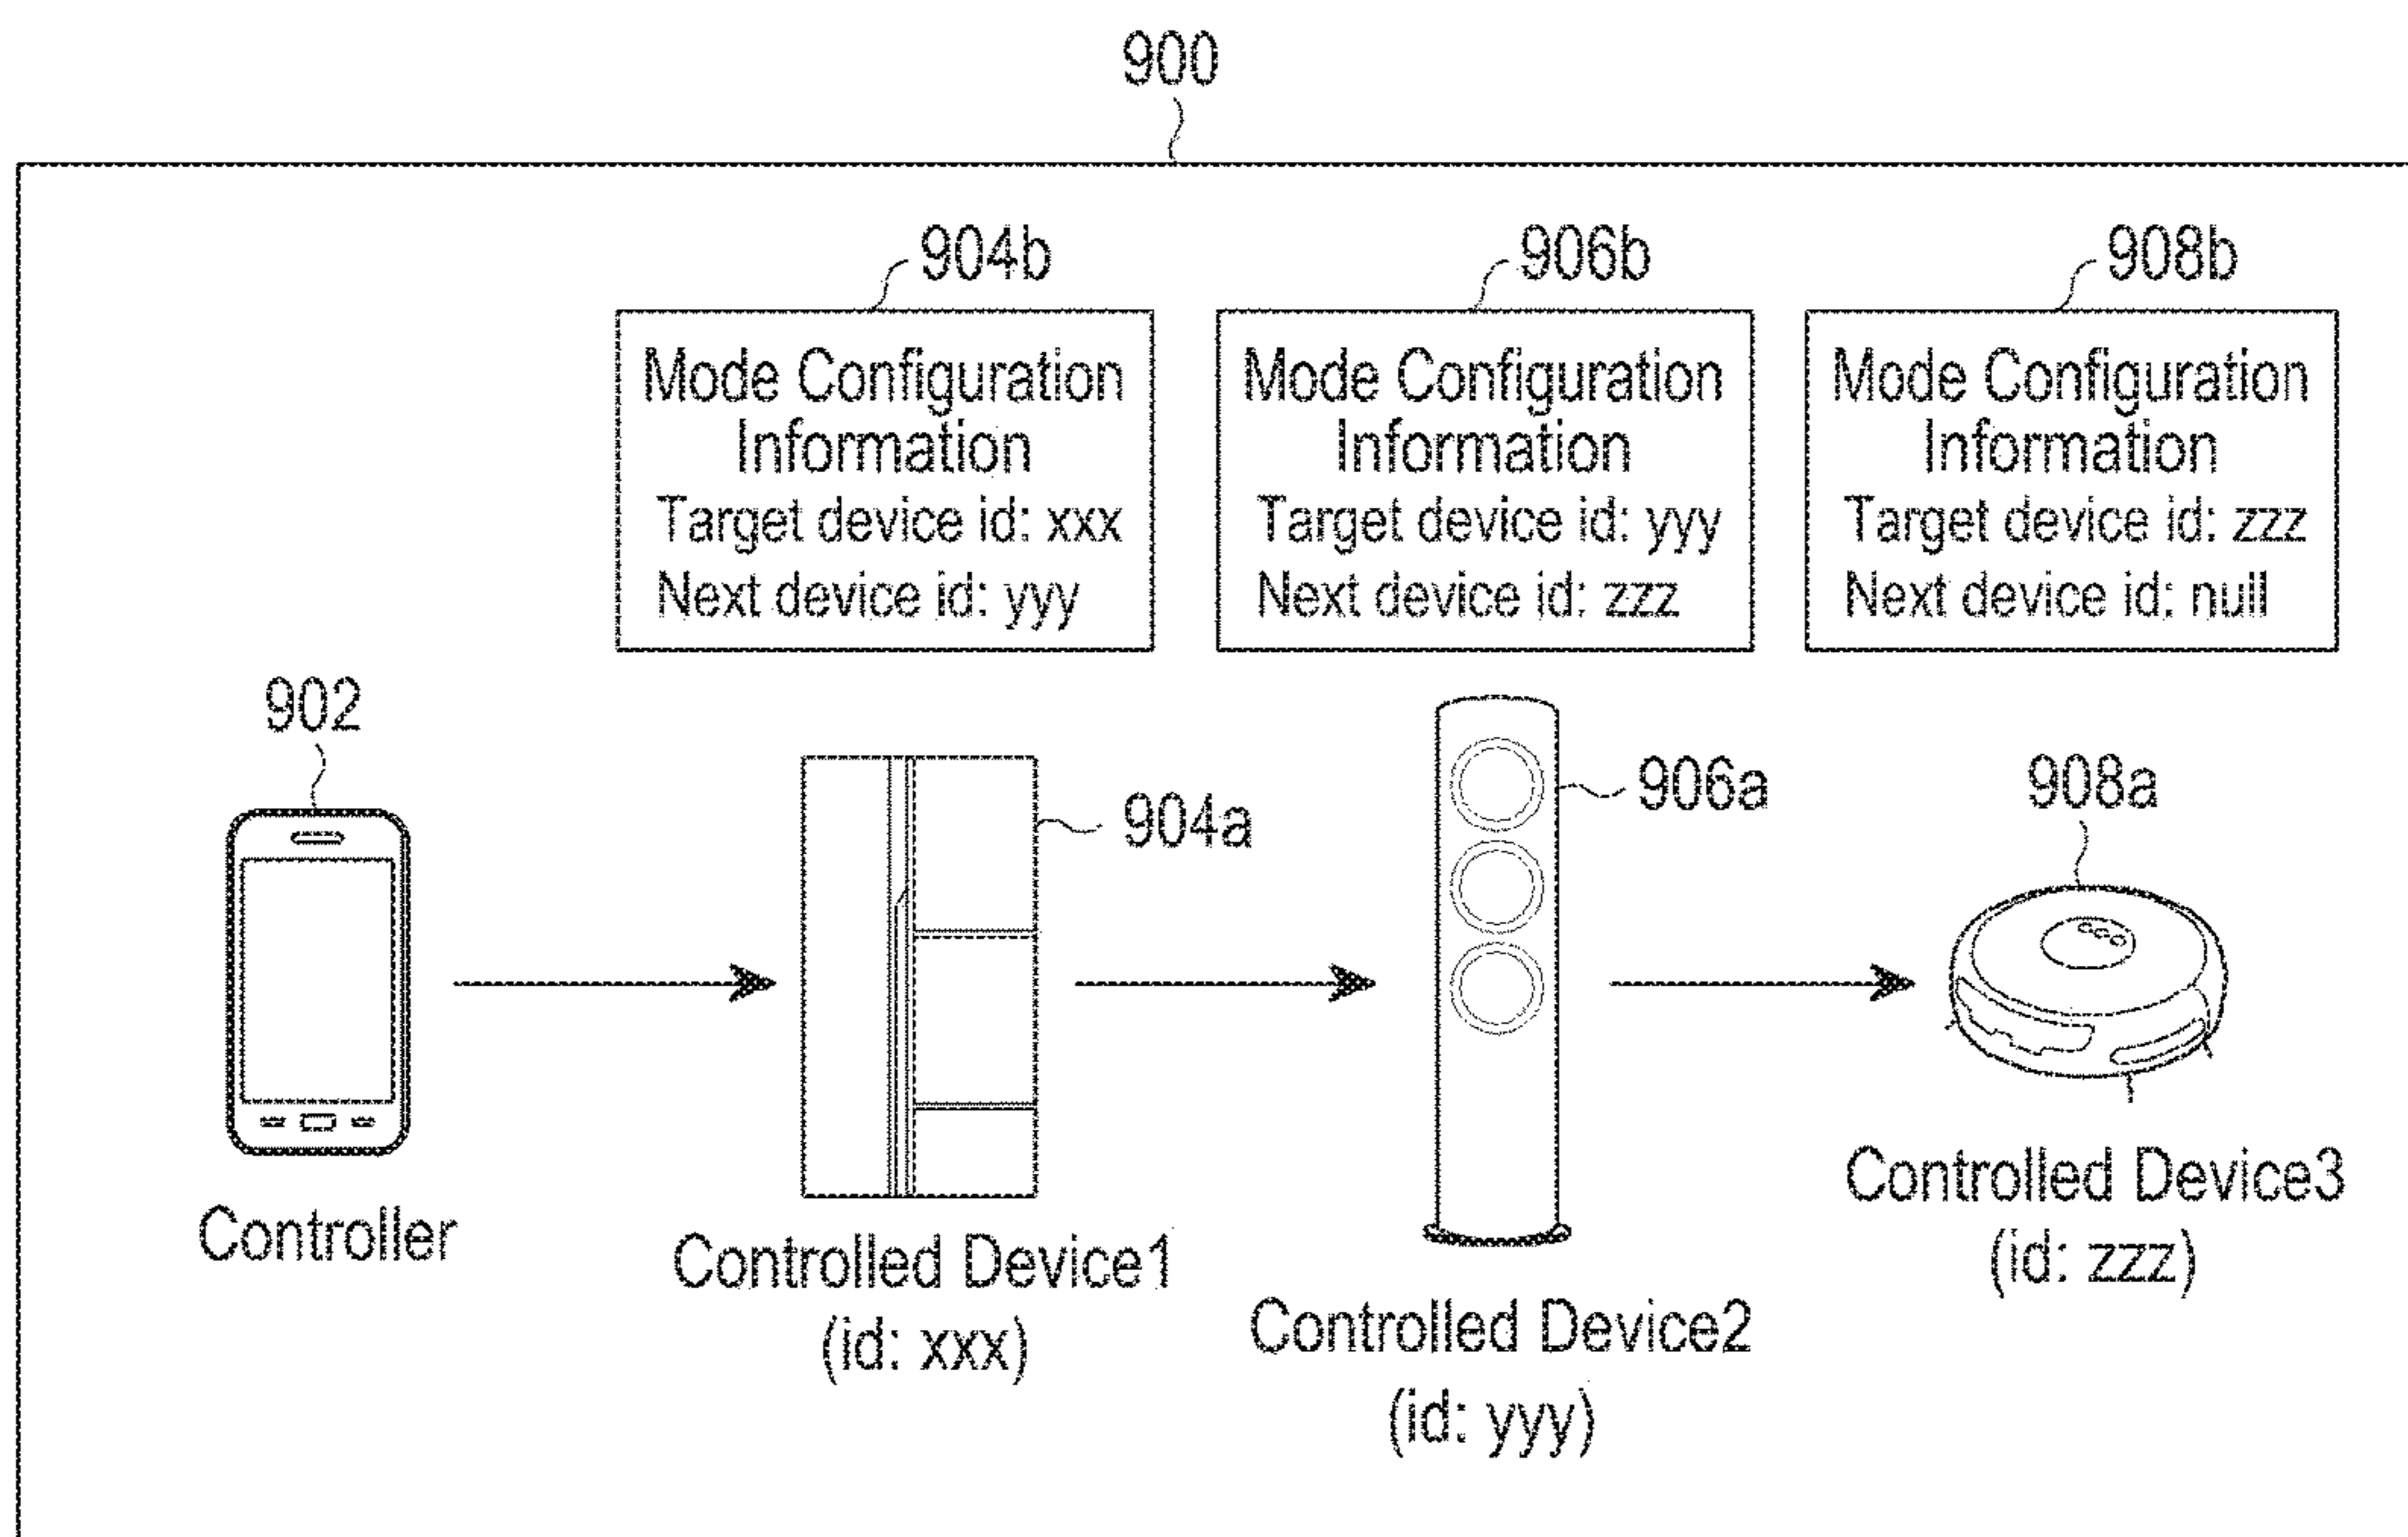 900
904b
906b
908b
Mode Configuration
Information
Target device id: xxx
Next device id: yyy
Mode Configuration
Information
Target device id: yyy
Next device id: zzz
Mode Configuration
Information
Target device id: zzz
Next device id: null
902
904a
906a
908a
Controller
Controlled Device1
(id: xxx)
Controlled Device2
(id: yyy)
Controlled Device3
(id: zzz)